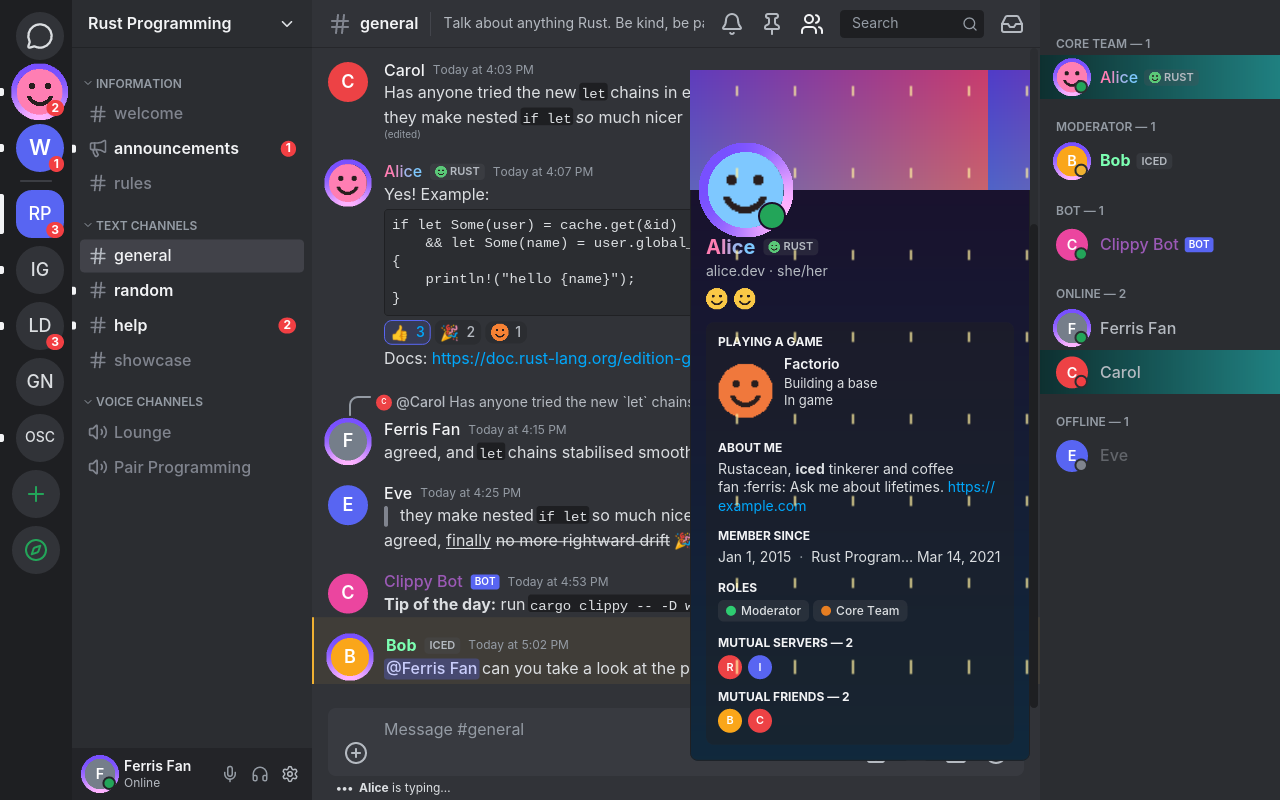 2
W
1
RP
3
IG
LD
3
GN
OSC
Rust Programming
INFORMATION
welcome
announcements
1
rules
TEXT CHANNELS
general
random
help
2
showcase
VOICE CHANNELS
Lounge
Pair Programming
F
Ferris Fan
Online
general
Talk about anything Rust. Be kind, be pa
Search
C
Carol Today at 4:03 PM
Has anyone tried the new let chains in e
they make nested if let so much nicer
(edited)
Alice RUST Today at 4:07 PM
Yes! Example:
if let Some(user) = cache.get(&id)
&& let Some(name) = user.global_
{
println!("hello {name}");
}
👍 3 🎉 2 1
Docs: https://doc.rust-lang.org/edition-g
C @Carol Has anyone tried the new `let` chains
F
Ferris Fan Today at 4:15 PM
agreed, and let chains stabilised smooth
E
Eve Today at 4:25 PM
they make nested if let so much nice
agreed, finally no more rightward drift 🎉
C
Clippy Bot BOT Today at 4:53 PM
Tip of the day: run cargo clippy -- -D w
B
Bob ICED Today at 5:02 PM
@Ferris Fan can you take a look at the p
Message #general
Alice is typing...
Alice RUST
alice.dev · she/her
PLAYING A GAME
Factorio
Building a base
In game
ABOUT ME
Rustacean, iced tinkerer and coffee
fan :ferris: Ask me about lifetimes. https://
example.com
MEMBER SINCE
Jan 1, 2015 · Rust Program... Mar 14, 2021
ROLES
Moderator Core Team
MUTUAL SERVERS — 2
R I
MUTUAL FRIENDS — 2
B C
CORE TEAM — 1
Alice RUST
MODERATOR — 1
B Bob ICED
BOT — 1
C Clippy Bot BOT
ONLINE — 2
F Ferris Fan
C Carol
OFFLINE — 1
E Eve